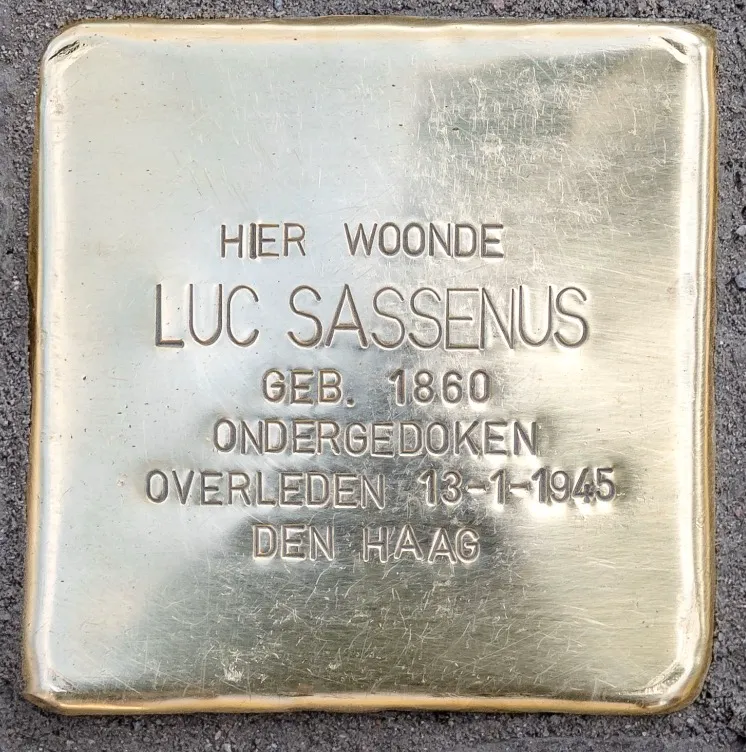 HIER WOONDE
LUC SASSENUS
GEB. 1860
ONDERGEDOKEN
OVERLEDEN 13-1-1945
DEN HAAG